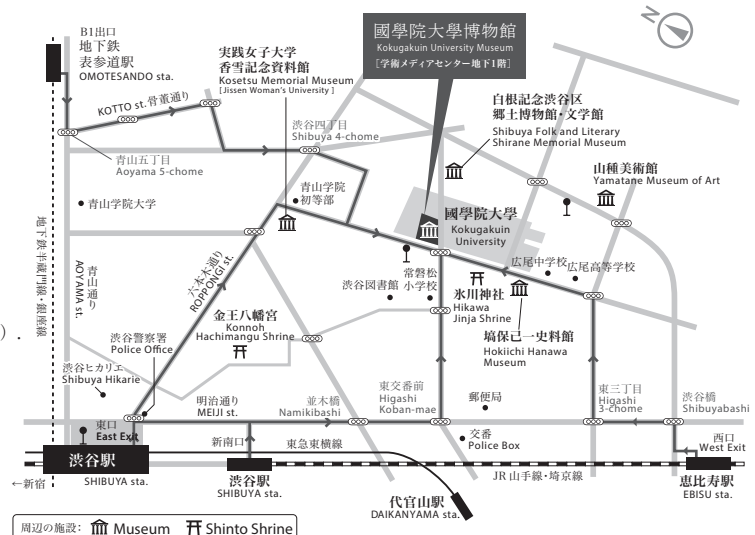 B1出口
地下鉄
表参道駅
OMOTESANDO sta.
KOTTO st. 骨董通り
青山五丁目
Aoyama 5-chome
実践女子大学
香雪記念資料館
Kosetsu Memorial Museum
[Jissen Woman's University]
國學院大學博物館
Kokugakuin University Museum
[学術メディアセンター地下1階]
N
渋谷四丁目
Shibuya 4-chome
白根記念渋谷区
郷土博物館・文学館
Shibuya Folk and Literary
Shirane Memorial Museum
山種美術館
Yamatane Museum of Art
青山学院大学
青山学院
初等部
國學院大學
Kokugakuin
University
地下鉄半蔵門線・銀座線
青山通り
AOYAMA st.
六本木通り
ROPPONGI st.
常磐松
小学校
渋谷図書館
広尾中学校
広尾高等学校
氷川神社
Hikawa
Jinja Shrine
塙保己一史料館
Hokiichi Hanawa
Museum
金王八幡宮
Konnoh
Hachimangu Shrine
).
渋谷警察署
Police Office
渋谷ヒカリエ
Shibuya Hikarie
明治通り
MEIJI st.
並木橋
Namikibashi
東交番前
Higashi
Koban-mae
郵便局
東三丁目
Higashi
3-chome
渋谷橋
Shibuyabashi
東口
East Exit
新南口
東急東横線
交番
Police Box
西口
West Exit
渋谷駅
SHIBUYA sta.
←新宿
渋谷駅
SHIBUYA sta.
代官山駅
DAIKANYAMA sta.
JR 山手線・埼京線
恵比寿駅
EBISU sta.
周辺の施設: Museum Shinto Shrine